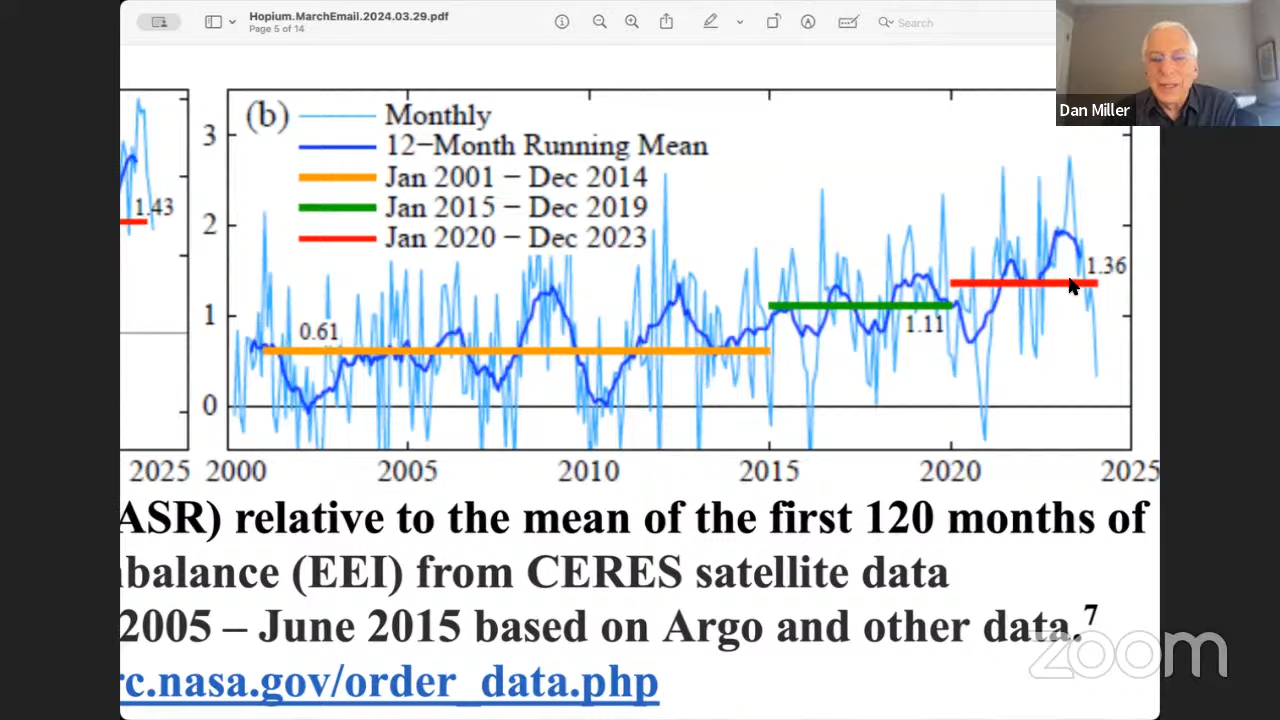 Hopium.MarchEmail.2024.03.29.pdf
Page 5 of 14
Search
Dan Miller
(b)
Monthly
12−Month Running Mean
Jan 2001 − Dec 2014
Jan 2015 − Dec 2019
Jan 2020 − Dec 2023
3
2
1
0
1.43
0.61
1.11
1.36
2025
2000
2005
2010
2015
2020
2025
ASR) relative to the mean of the first 120 months of
balance (EEI) from CERES satellite data
2005 – June 2015 based on Argo and other data.7
rc.nasa.gov/order_data.php
zoom